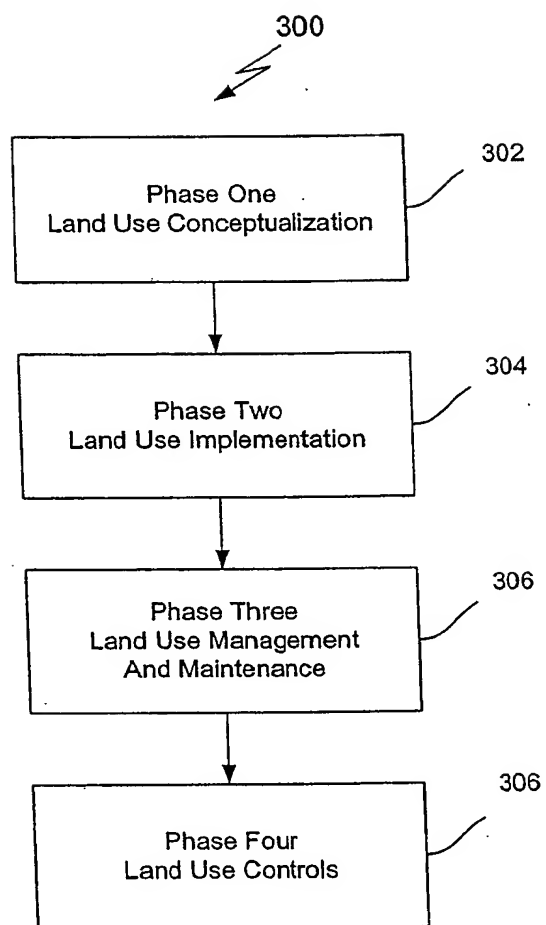 300
302
Phase One
Land Use Conceptualization
304
Phase Two
Land Use Implementation
306
Phase Three
Land Use Management
And Maintenance
306
Phase Four
Land Use Controls